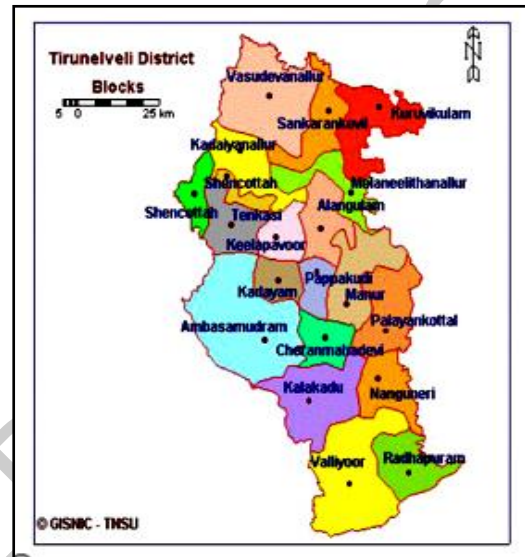 Tirunelveli District
Blocks
5 0 25 km
N
Vasudevanallur
Sankarankovil
Kuruvikulam
Kadaiyanallur
Shencottah
Melaneelithanallur
Shencottah
Tenkasi
Alangulam
Keelapavoor
Kadayam
Pappakudi
Manur
Ambasamudram
Palayankottai
Cheranmahadevi
Kalakadu
Nanguneri
Valliyoor
Radhapuram
© GISNIC - TNSU